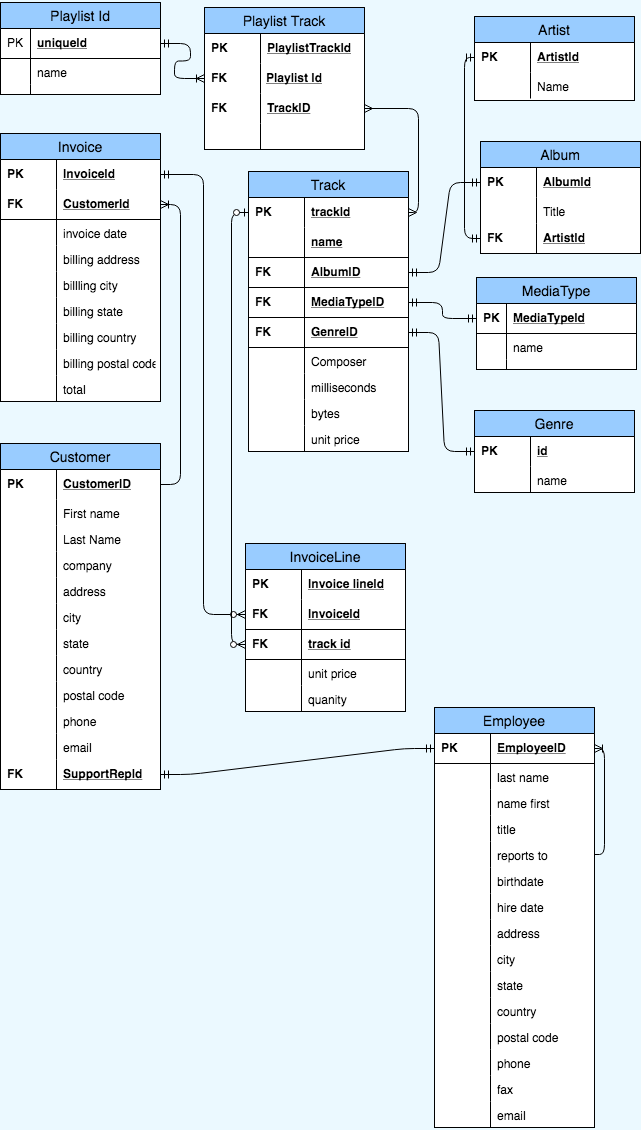 Playlist Id
PK uniqueId
name
Playlist Track
PK PlaylistTrackId
FK Playlist Id
FK TrackID
Artist
PK ArtistId
Name
Invoice
PK InvoiceId
FK CustomerId
invoice date
billing address
billling city
billing state
billing country
billing postal code
total
Track
PK trackId
name
FK AlbumID
FK MediaTypeID
FK GenreID
Composer
milliseconds
bytes
unit price
Album
PK AlbumId
Title
FK ArtistId
MediaType
PK MediaTypeId
name
Genre
PK id
name
Customer
PK CustomerID
First name
Last Name
company
address
city
state
country
postal code
phone
email
FK SupportRepId
InvoiceLine
PK Invoice lineId
FK InvoiceId
FK track id
unit price
quanity
Employee
PK EmployeeID
last name
name first
title
reports to
birthdate
hire date
address
city
state
country
postal code
phone
fax
email